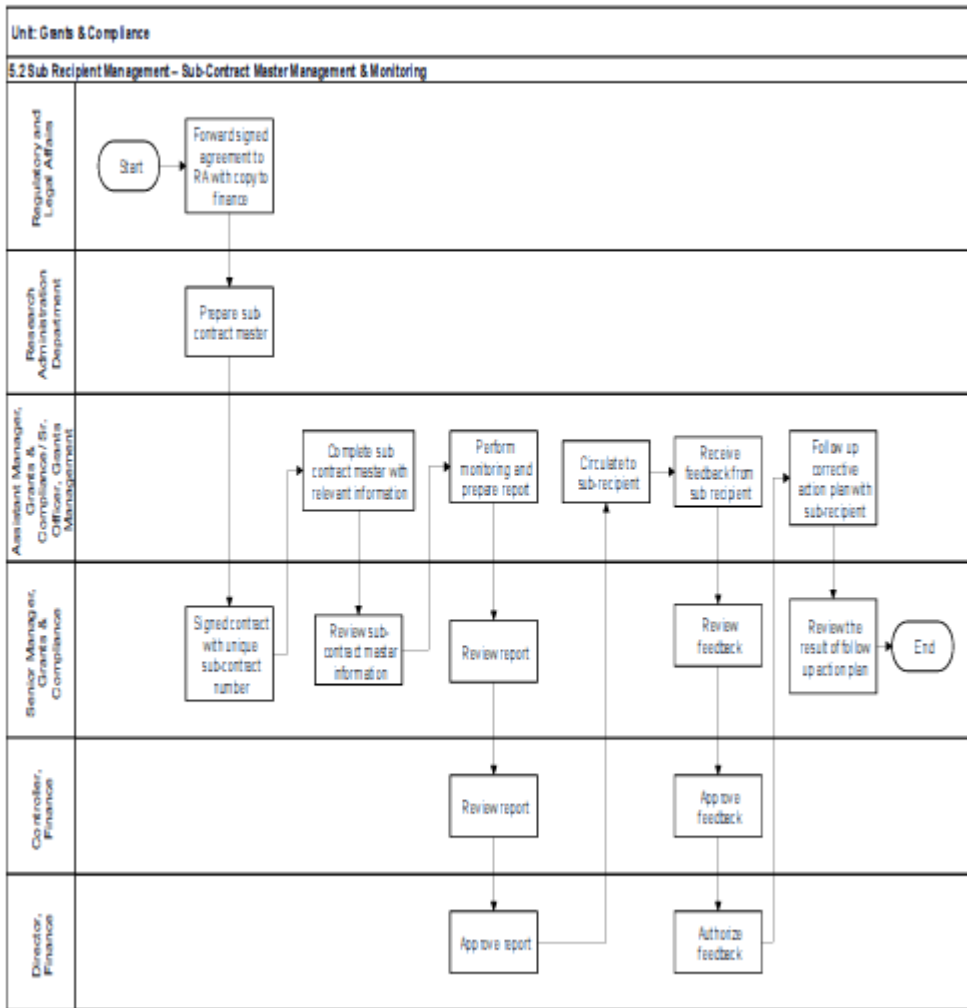 Unit: Grants & Compliance
5.2 Sub Recipient Management – Sub-Contract Master Management & Monitoring
Regulatory and
Legal Affairs
Start
Forward signed
agreement to
RA with copy to
finance
Research
Administration
Department
Prepare sub-
contract master
Assistant Manager,
Grants &
Compliance / Sr.
Officer, Grants
Management
Complete sub
contract master with
relevant information
Perform
monitoring and
prepare report
Circulate to
sub-recipient
Receive
feedback from
sub recipient
Follow up
corrective
action plan with
sub-recipient
Senior Manager,
Grants &
Compliance
Signed contract
with unique
sub-contract
number
Review sub-
contract master
information
Review report
Review
feedback
Review the
result of follow
up action plan
End
Controller,
Finance
Review report
Approve
feedback
Director,
Finance
Approve report
Authorize
feedback